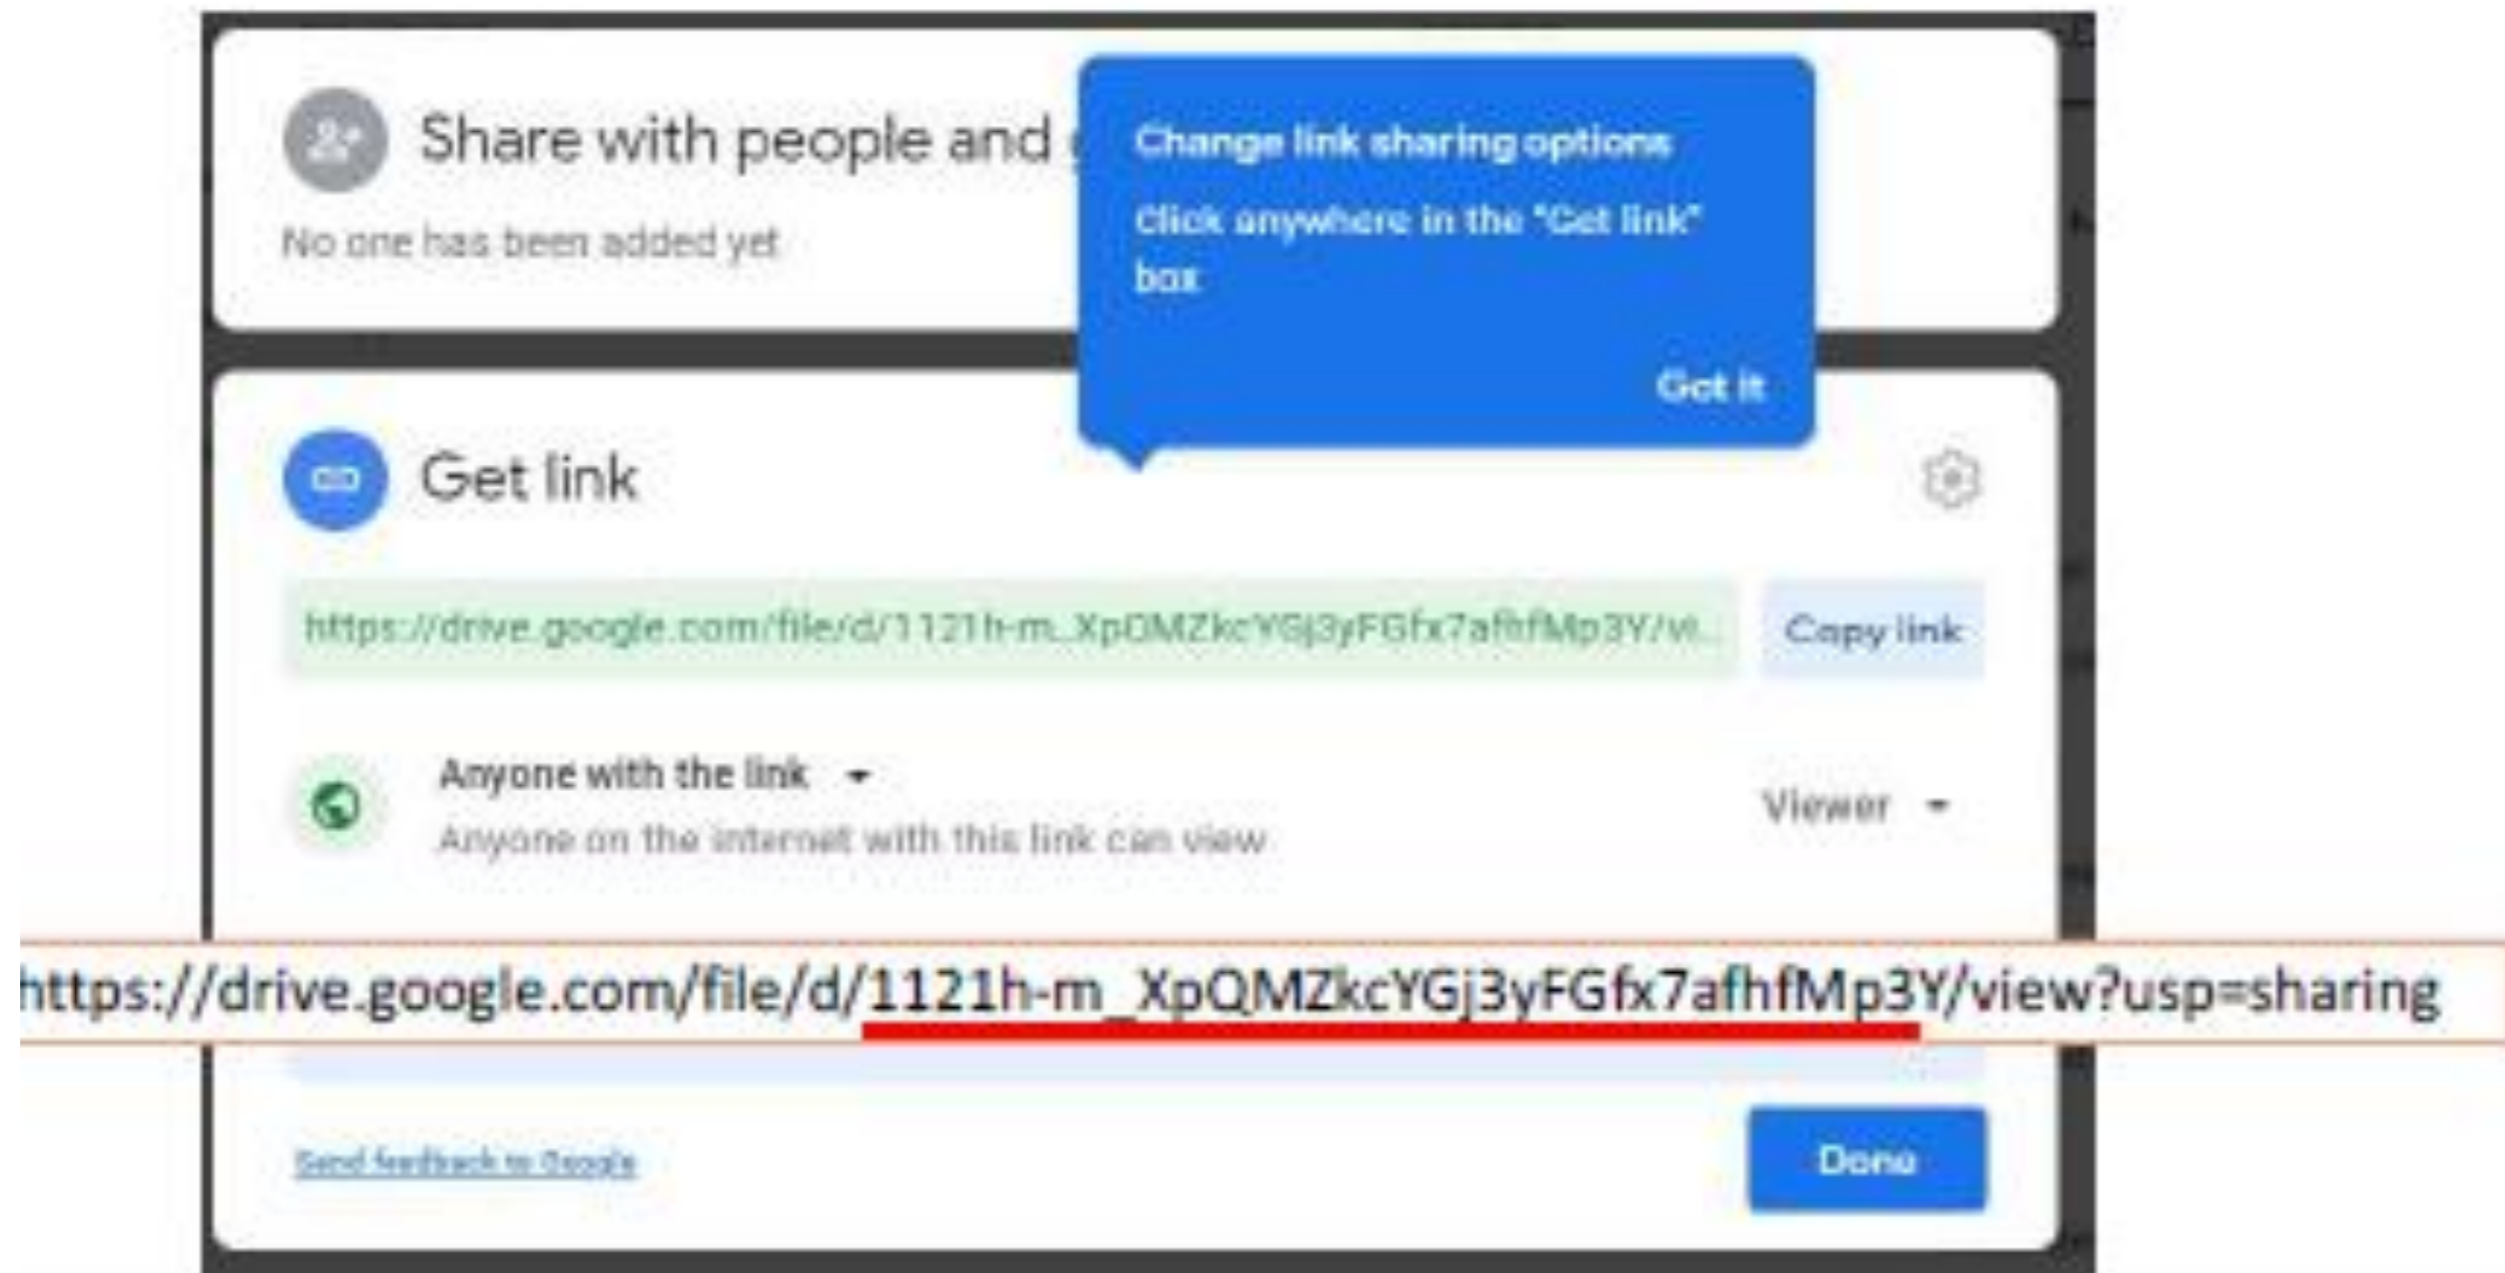 Share with people and
No one has been added yet
Change link sharing options
Click anywhere in the "Get link"
box
Got it
Get link
https://drive.google.com/file/d/1121h-m_XpQMZkcYGj3yFGfx7afhfMp3Y/vi...
Copy link
Anyone with the link
Viewer
Anyone on the internet with this link can view
https://drive.google.com/file/d/1121h-m_XpQMZkcYGj3yFGfx7afhfMp3Y/view?usp=sharing
Send feedback to Google
Done